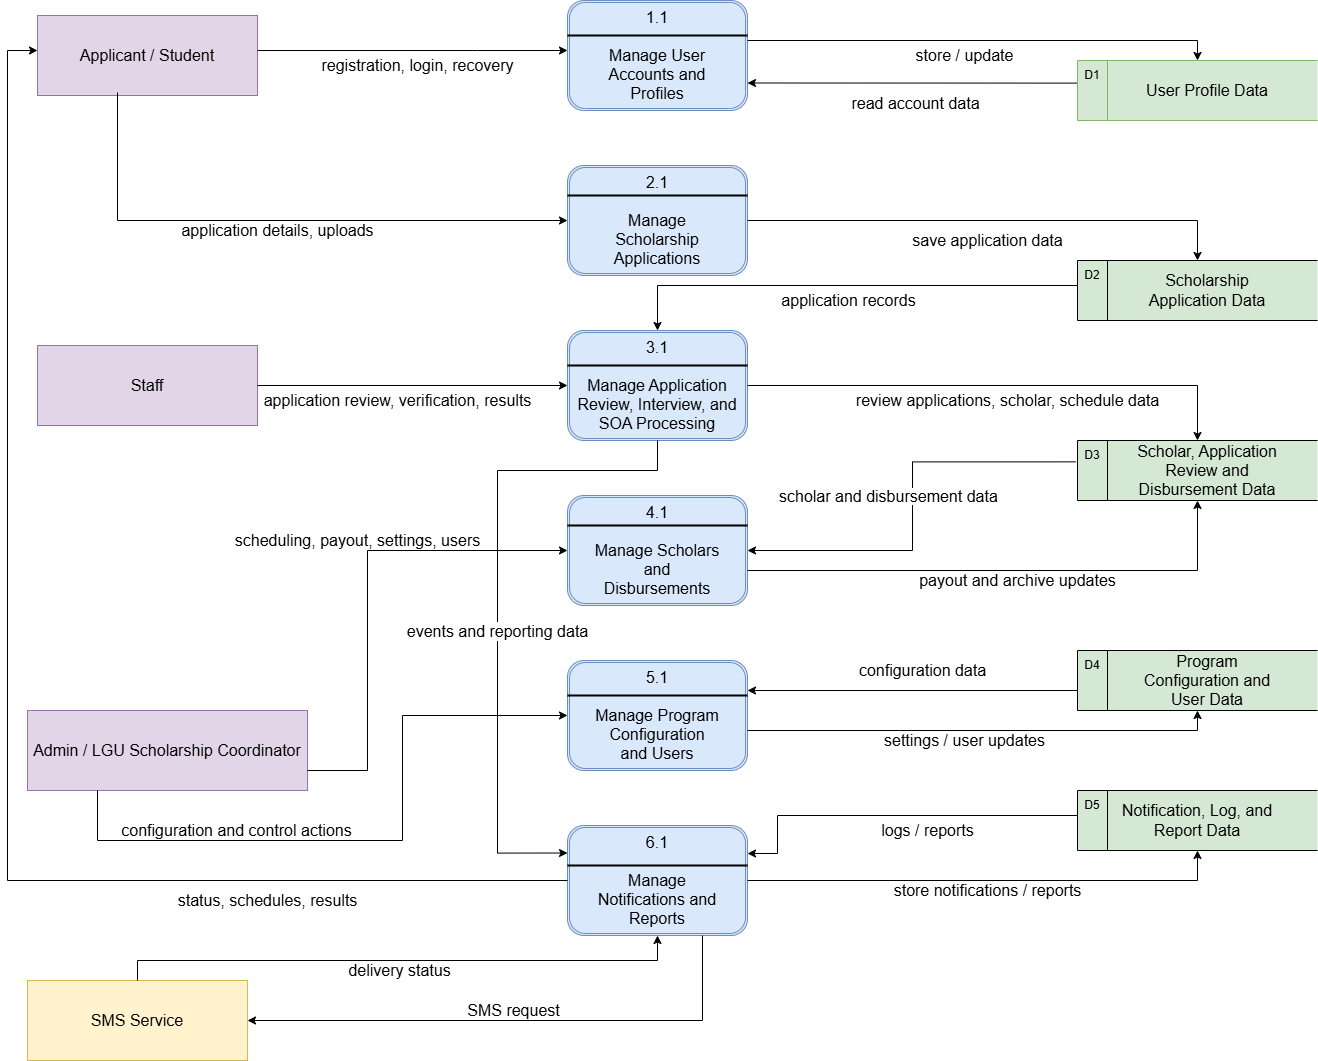 1.1
Applicant / Student
registration, login, recovery
Manage User
Accounts and
Profiles
store / update
read account data
D1
User Profile Data
2.1
Manage
Scholarship
Applications
application details, uploads
save application data
D2
Scholarship
Application Data
application records
3.1
Staff
application review, verification, results
Manage Application
Review, Interview, and
SOA Processing
review applications, scholar, schedule data
D3
Scholar, Application
Review and
Disbursement Data
scholar and disbursement data
4.1
Manage Scholars
and
Disbursements
scheduling, payout, settings, users
payout and archive updates
events and reporting data
5.1
Manage Program
Configuration
and Users
configuration data
D4
Program
Configuration and
User Data
settings / user updates
Admin / LGU Scholarship Coordinator
configuration and control actions
6.1
Manage
Notifications and
Reports
D5
Notification, Log, and
Report Data
logs / reports
store notifications / reports
status, schedules, results
delivery status
SMS request
SMS Service